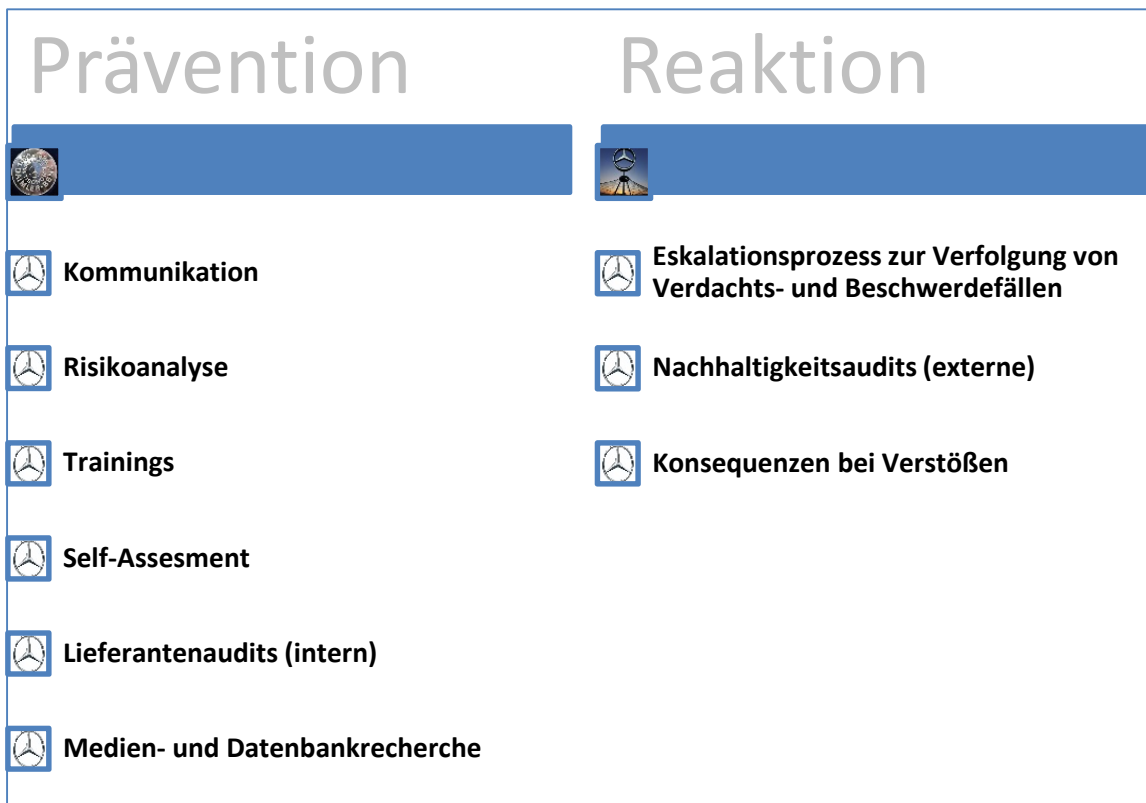 Prävention
Kommunikation
Risikoanalyse
Trainings
Self-Assesment
Lieferantenaudits (intern)
Medien- und Datenbankrecherche
Reaktion
Eskalationsprozess zur Verfolgung von
Verdachts- und Beschwerdefällen
Nachhaltigkeitsaudits (externe)
Konsequenzen bei Verstößen